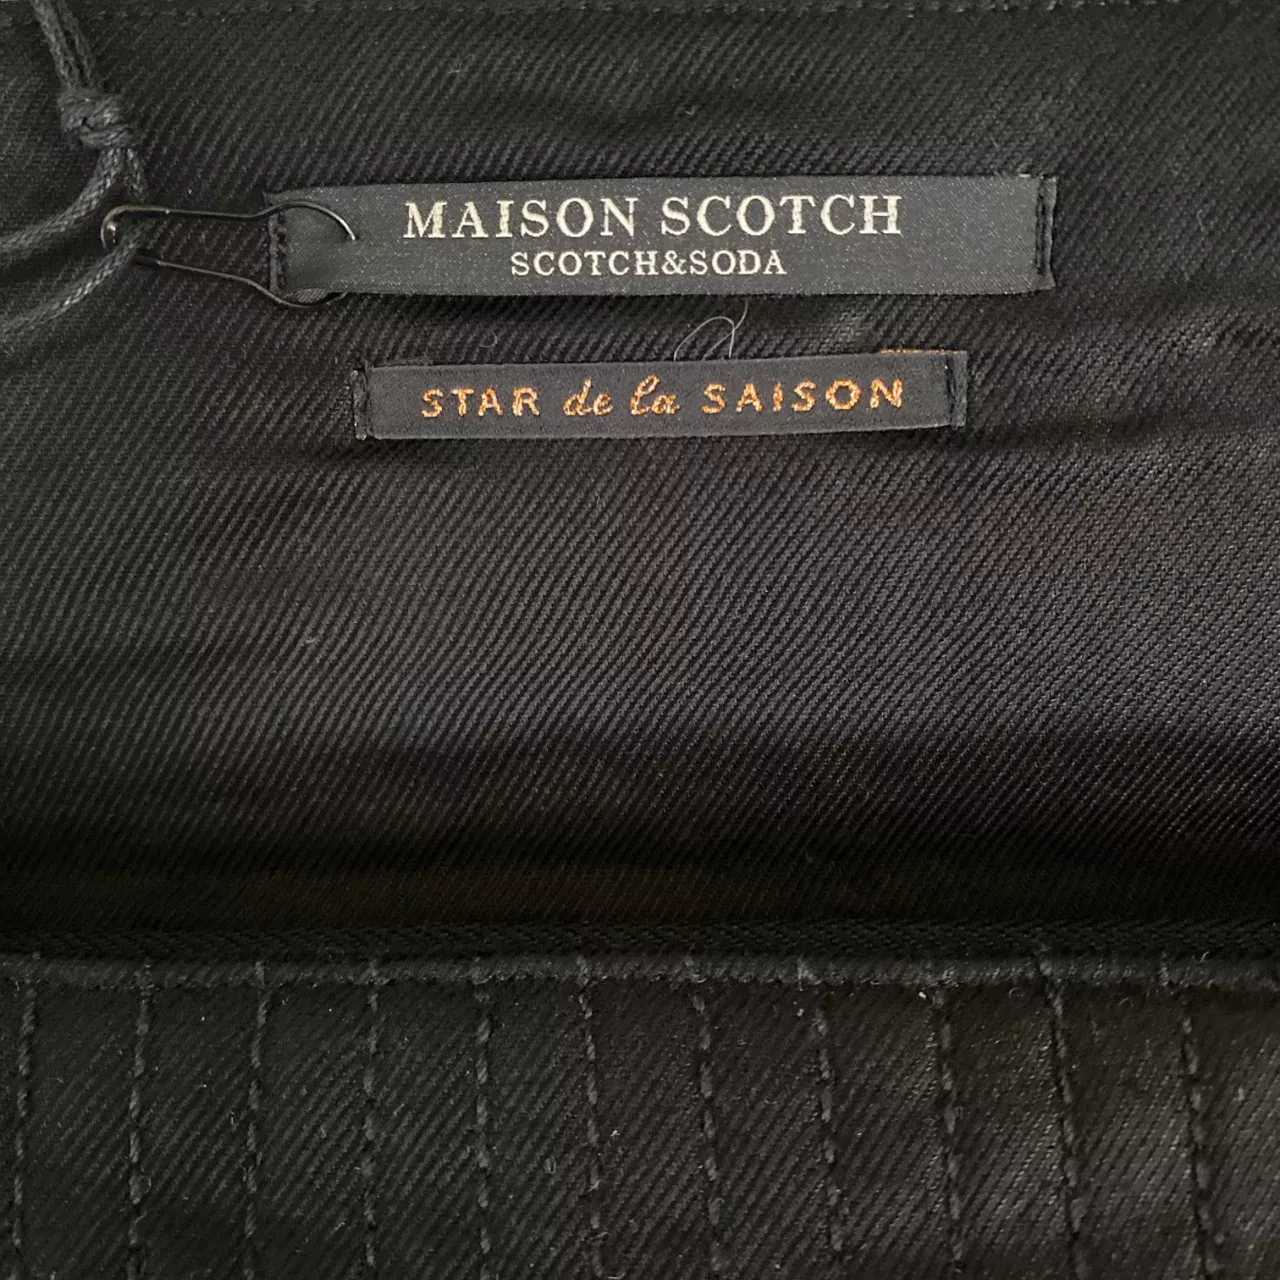 MAISON SCOTCH
SCOTCH&SODA
STAR de la SAISON